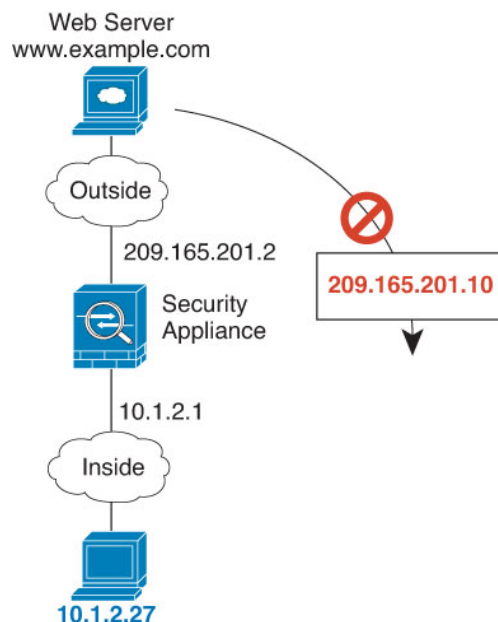 Web Server
www.example.com
Outside
209.165.201.2
209.165.201.10
Security
Appliance
10.1.2.1
Inside
10.1.2.27